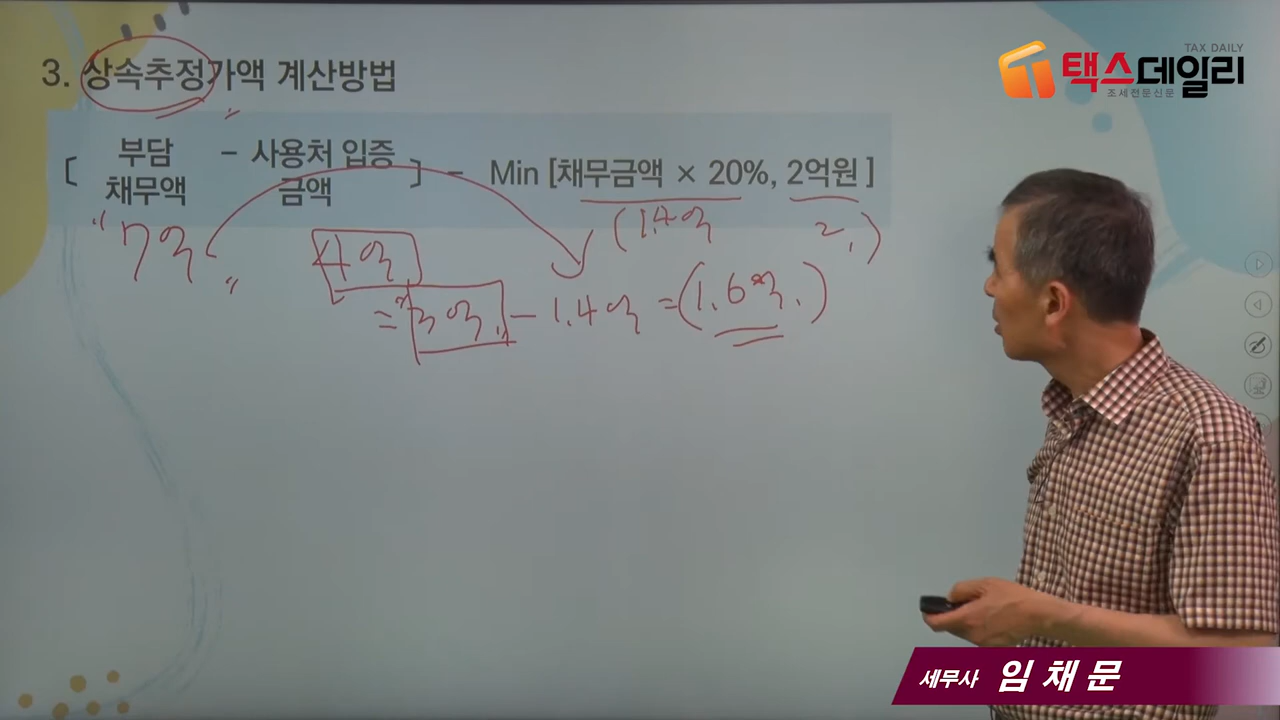 3. 상속추정가액 계산방법
TAX DAILY
택스데일리
조세전문신문
[ 부담 채무액 - 사용처 입증 금액 ] - Min [채무금액 × 20%, 2억원 ]
"7억"
4억
(1.4억 2.)
= "3억." - 1.4억 = (1.6억.)
세무사 임채문